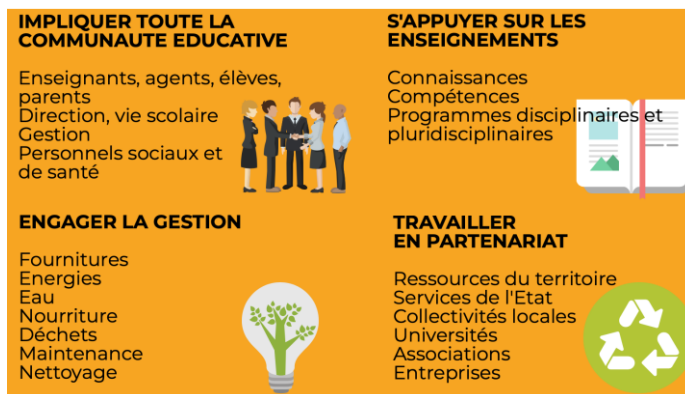 IMPLIQUER TOUTE LA
COMMUNAUTE EDUCATIVE
Enseignants, agents, élèves,
parents
Direction, vie scolaire
Gestion
Personnels sociaux et
de santé
S'APPUYER SUR LES
ENSEIGNEMENTS
Connaissances
Compétences
Programmes disciplinaires et
pluridisciplinaires
ENGAGER LA GESTION
Fournitures
Energies
Eau
Nourriture
Déchets
Maintenance
Nettoyage
TRAVAILLER
EN PARTENARIAT
Ressources du territoire
Services de l'Etat
Collectivités locales
Universités
Associations
Entreprises